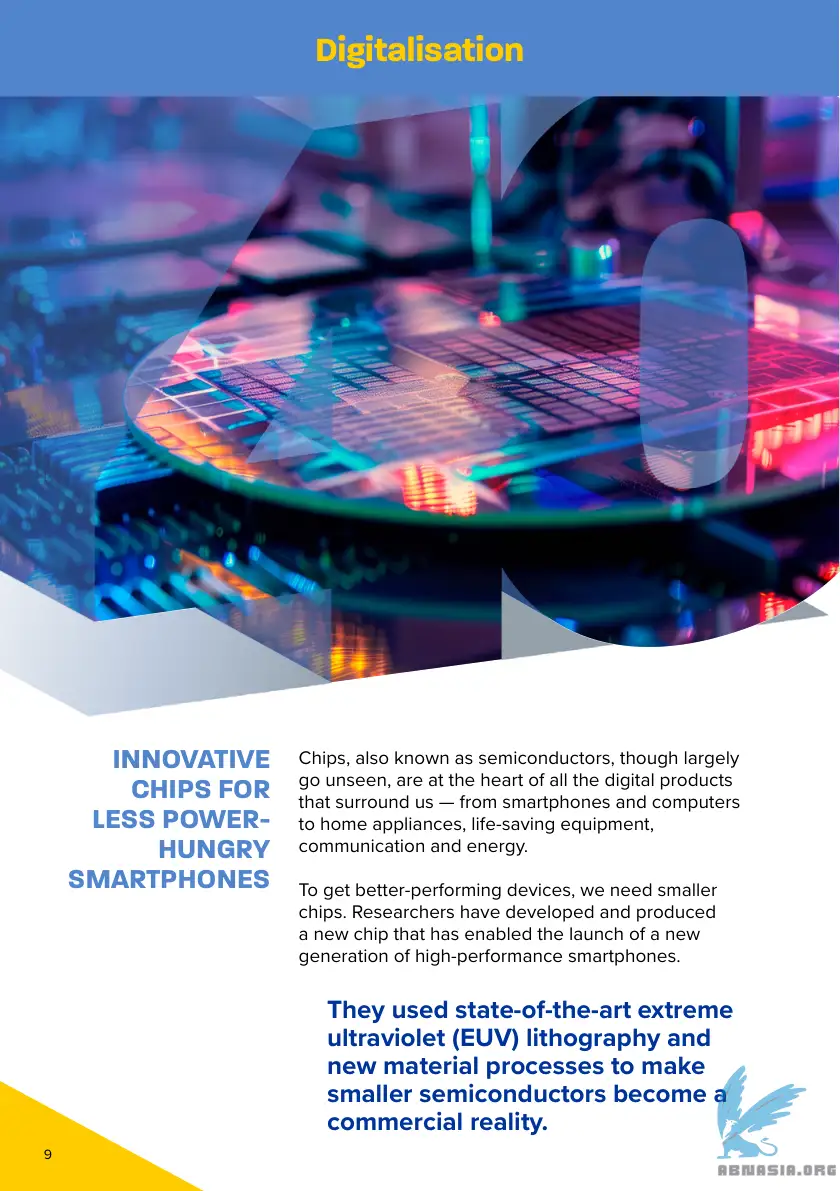 Digitalisation
INNOVATIVE
CHIPS FOR
LESS POWER-
HUNGRY
SMARTPHONES
Chips, also known as semiconductors, though largely
go unseen, are at the heart of all the digital products
that surround us — from smartphones and computers
to home appliances, life-saving equipment,
communication and energy.
To get better-performing devices, we need smaller
chips. Researchers have developed and produced
a new chip that has enabled the launch of a new
generation of high-performance smartphones.
They used state-of-the-art extreme
ultraviolet (EUV) lithography and
new material processes to make
smaller semiconductors become a
commercial reality.
9
ABNASIA.ORG